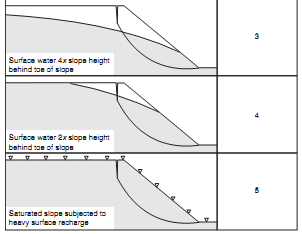 3
Surface water 4x slope height
behind toe of slope
4
Surface water 2x slope height
behind toe of slope
5
Saturated slope subjected to
heavy surface recharge